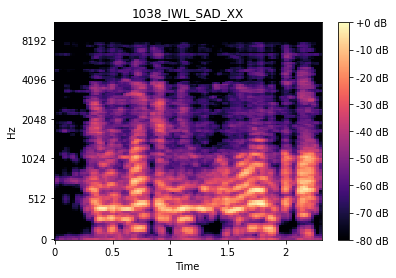 1038_IWL_SAD_XX
+0 dB
8192
-10 dB
4096
-20 dB
-30 dB
2048
Hz
-40 dB
1024
-50 dB
512
-60 dB
-70 dB
0
-80 dB
0 0.5 1 1.5 2
Time